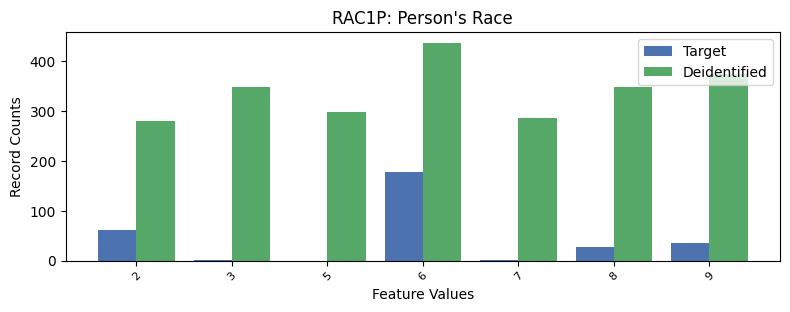 RAC1P: Person's Race
Target
Deidentified
Record Counts
400
300
200
100
0
2 3 5 6 7 8 9
Feature Values